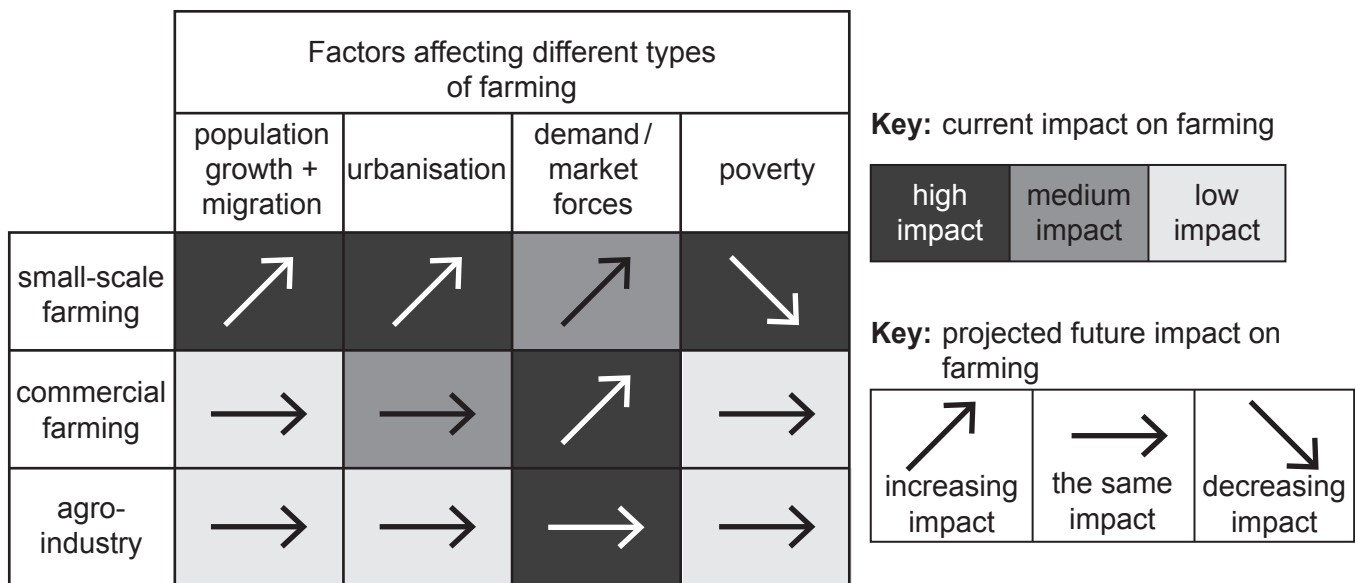 Factors affecting different types
of farming
population
growth +
migration
urbanisation
demand /
market
forces
poverty
small-scale
farming
commercial
farming
agro-
industry
Key: current impact on farming
high
impact
medium
impact
low
impact
Key: projected future impact on
farming
increasing
impact
the same
impact
decreasing
impact